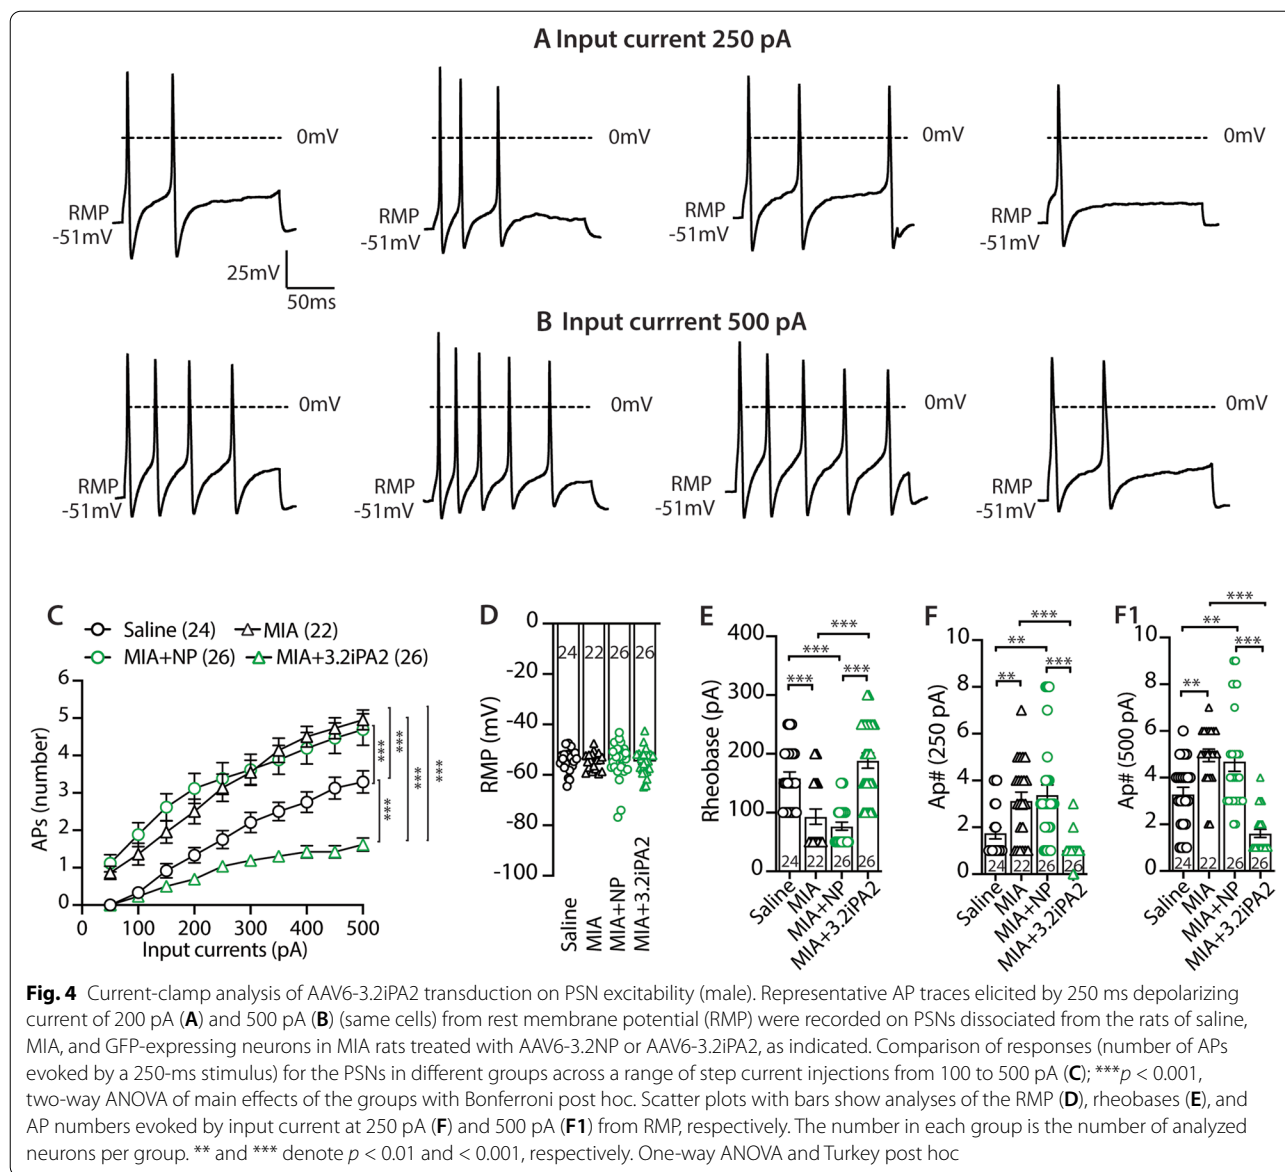 A Input current 250 pA
0mV
0mV
0mV
0mV
RMP
-51mV
RMP
-51mV
RMP
-51mV
RMP
-51mV
25mV
50ms
B Input currrent 500 pA
0mV
0mV
0mV
0mV
RMP
-51mV
RMP
-51mV
RMP
-51mV
RMP
-51mV
C
Saline (24)
MIA (22)
MIA+NP (26)
MIA+3.2iPA2 (26)
APs (number)
6
5
4
3
2
1
0
0
100
200
300
400
500
Input currents (pA)
***
***
***
***
***
D
RMP (mV)
0
-20
-40
-60
-80
-100
24
22
26
26
Saline
MIA
MIA+NP
MIA+3.2iPA2
E
Rheobase (pA)
400
300
200
100
0
***
***
***
***
24
22
26
26
Saline
MIA
MIA+NP
MIA+3.2iPA2
F
Ap# (250 pA)
10
8
6
4
2
0
***
**
***
**
24
22
26
26
Saline
MIA
MIA+NP
MIA+3.2iPA2
F1
Ap# (500 pA)
10
8
6
4
2
0
***
**
***
**
24
22
26
26
Saline
MIA
MIA+NP
MIA+3.2iPA2
Fig. 4 Current-clamp analysis of AAV6-3.2iPA2 transduction on PSN excitability (male). Representative AP traces elicited by 250 ms depolarizing
current of 200 pA (A) and 500 pA (B) (same cells) from rest membrane potential (RMP) were recorded on PSNs dissociated from the rats of saline,
MIA, and GFP-expressing neurons in MIA rats treated with AAV6-3.2NP or AAV6-3.2iPA2, as indicated. Comparison of responses (number of APs
evoked by a 250-ms stimulus) for the PSNs in different groups across a range of step current injections from 100 to 500 pA (C); ***p < 0.001,
two-way ANOVA of main effects of the groups with Bonferroni post hoc. Scatter plots with bars show analyses of the RMP (D), rheobases (E), and
AP numbers evoked by input current at 250 pA (F) and 500 pA (F1) from RMP, respectively. The number in each group is the number of analyzed
neurons per group. ** and *** denote p < 0.01 and < 0.001, respectively. One-way ANOVA and Turkey post hoc